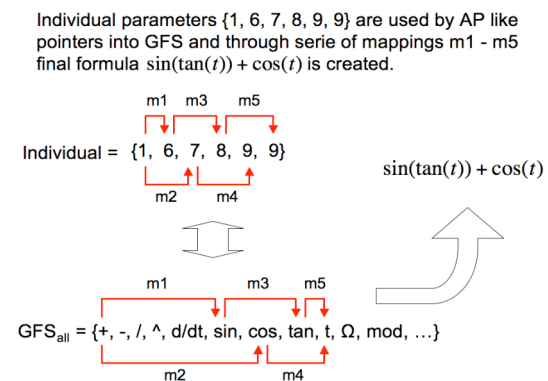 Individual parameters {1, 6, 7, 8, 9, 9} are used by AP like
pointers into GFS and through serie of mappings m1 - m5
final formula sin(tan(t)) + cos(t) is created.
m1 m3 m5
Individual = {1, 6, 7, 8, 9, 9}
m2 m4
sin(tan(t)) + cos(t)
m1 m3 m5
GFSall = {+, -, /, ^, d/dt, sin, cos, tan, t, Ω, mod, ...}
m2 m4